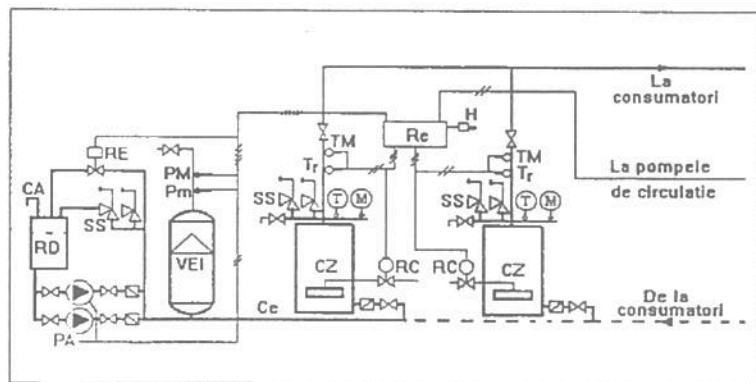 La
consumatori
H
Re
TM
Tr
TM
Tr
RE
PM
Pm
La pompele
de circulatie
CA
SS
SS
T
M
SS
T
M
RD
VEI
CZ
RC
RC
CZ
Ce
De la
consumatori
PA